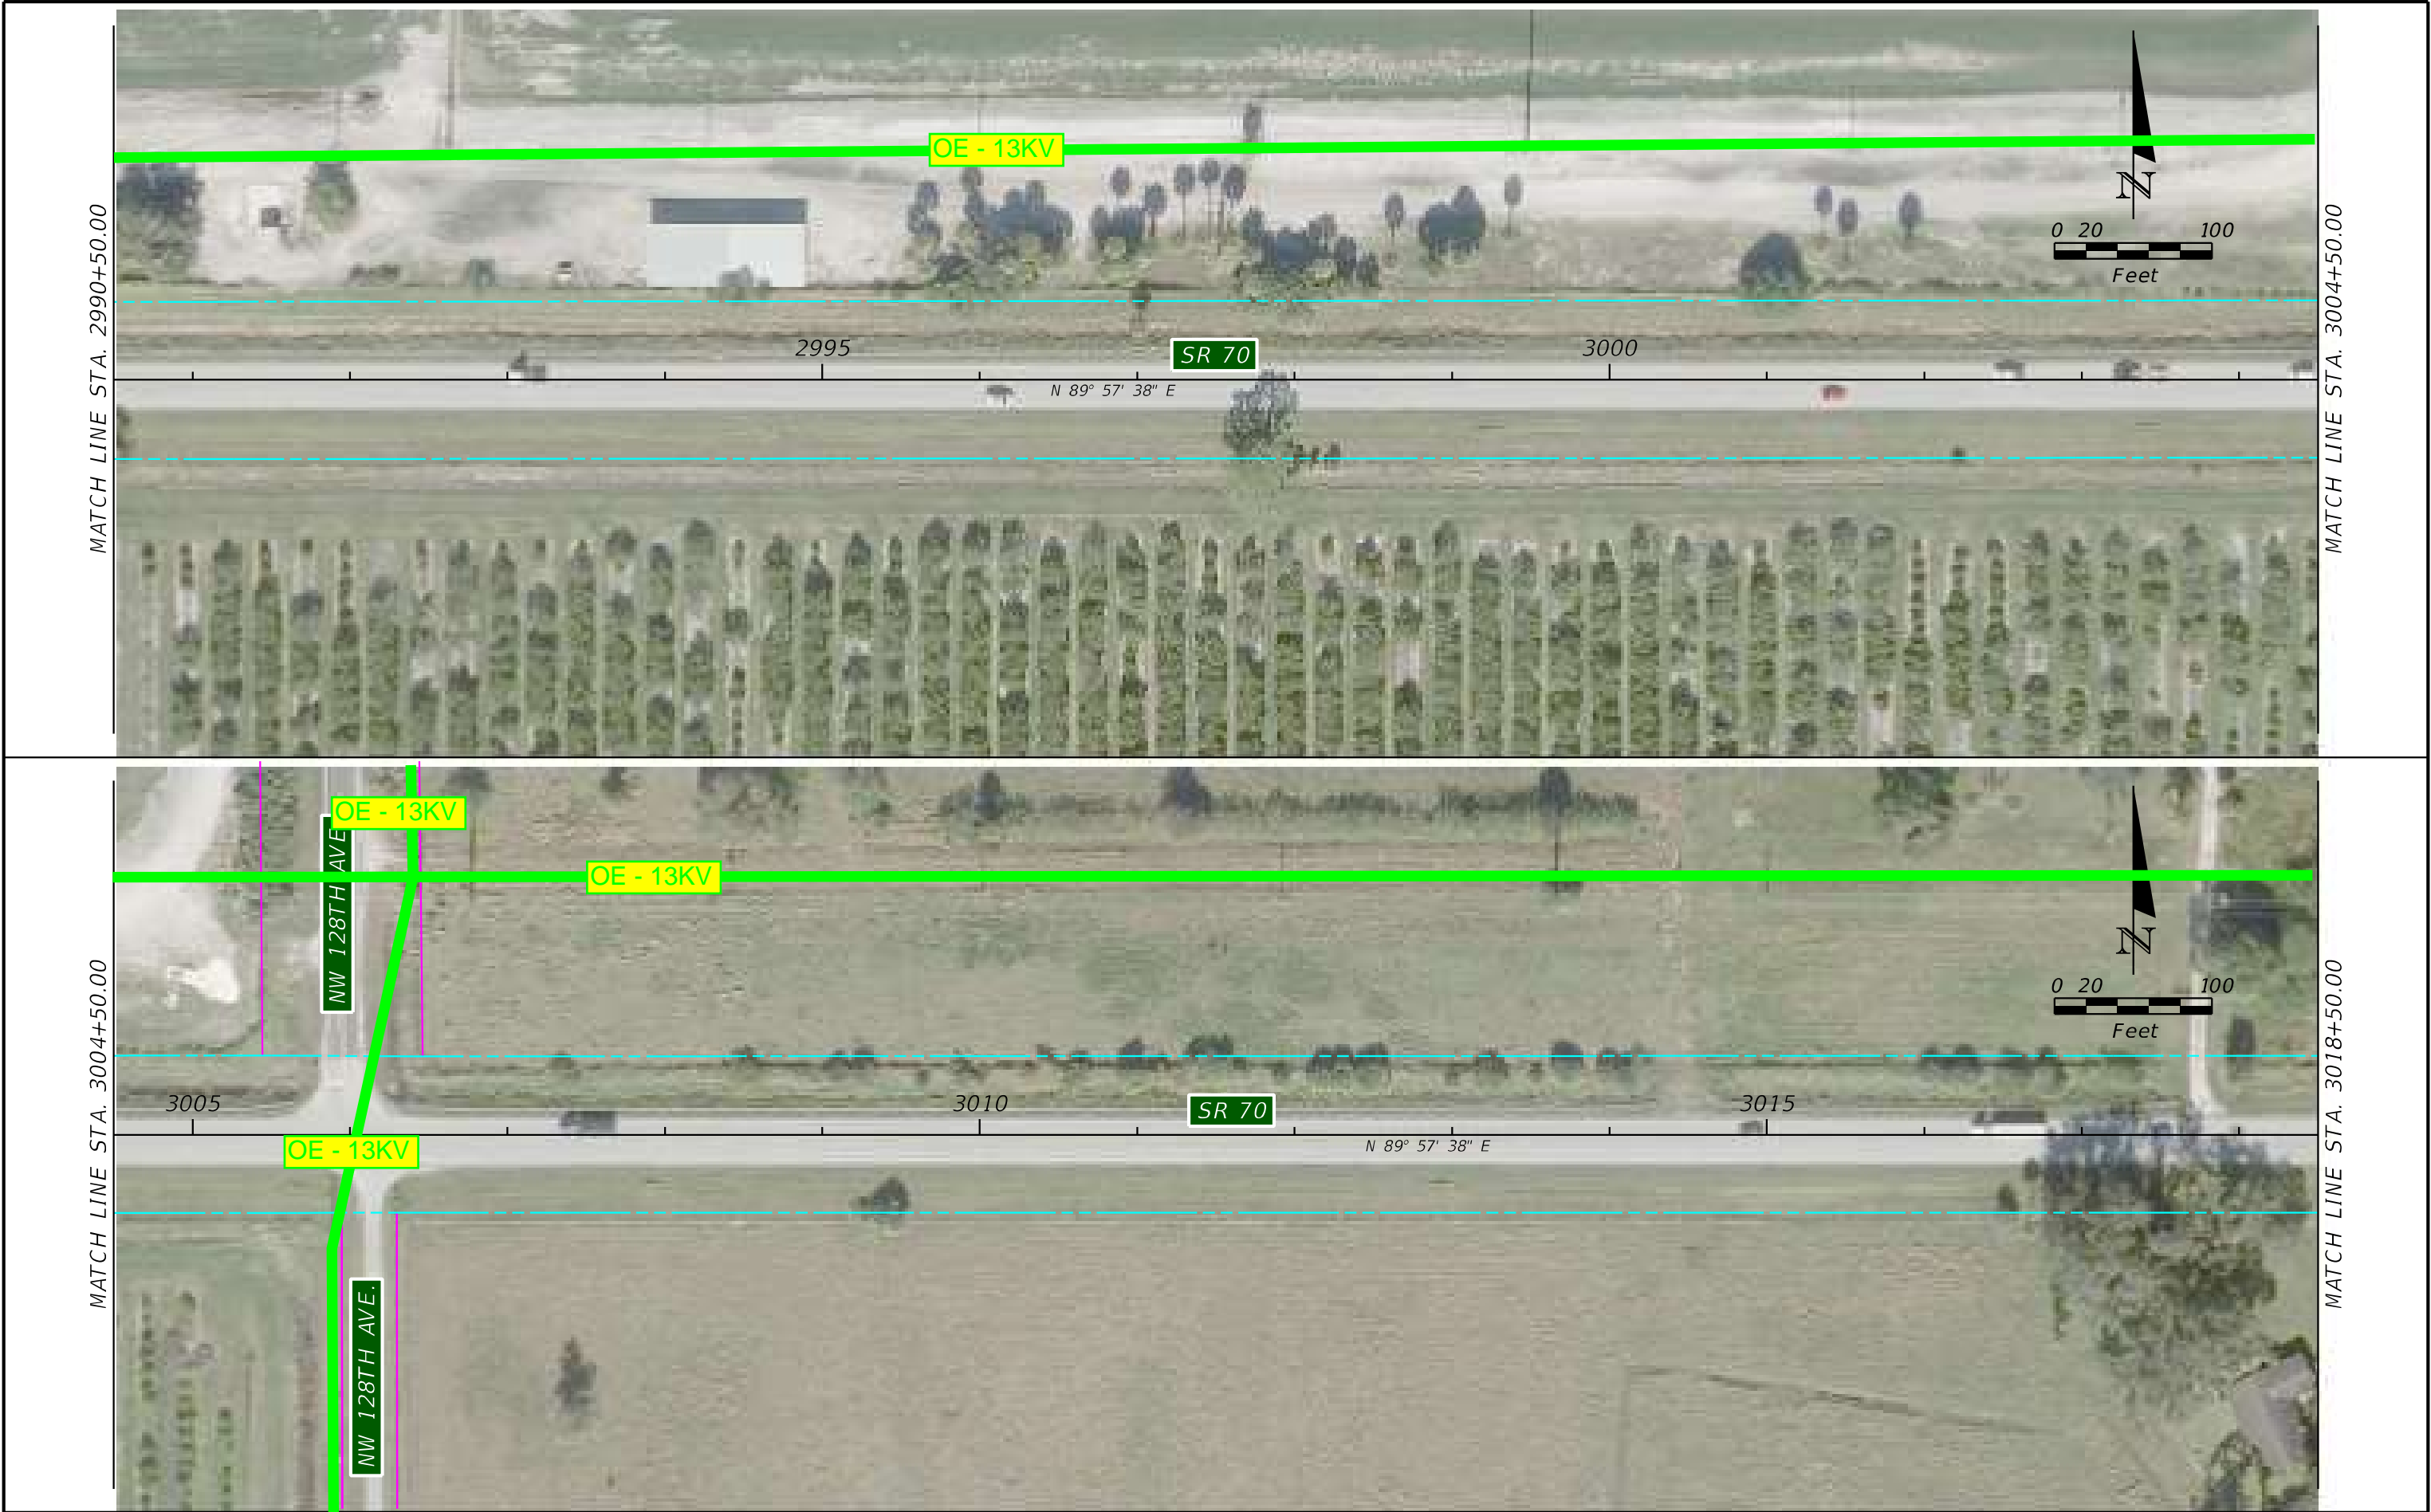 OE - 13KV
N
0 20 100
Feet
MATCH LINE STA. 2990+50.00
MATCH LINE STA. 3004+50.00
2995
SR 70
3000
N 89° 57' 38" E
OE - 13KV
NW 128TH AVE.
OE - 13KV
N
0 20 100
Feet
MATCH LINE STA. 3004+50.00
MATCH LINE STA. 3018+50.00
3005
3010
SR 70
3015
OE - 13KV
N 89° 57' 38" E
NW 128TH AVE.